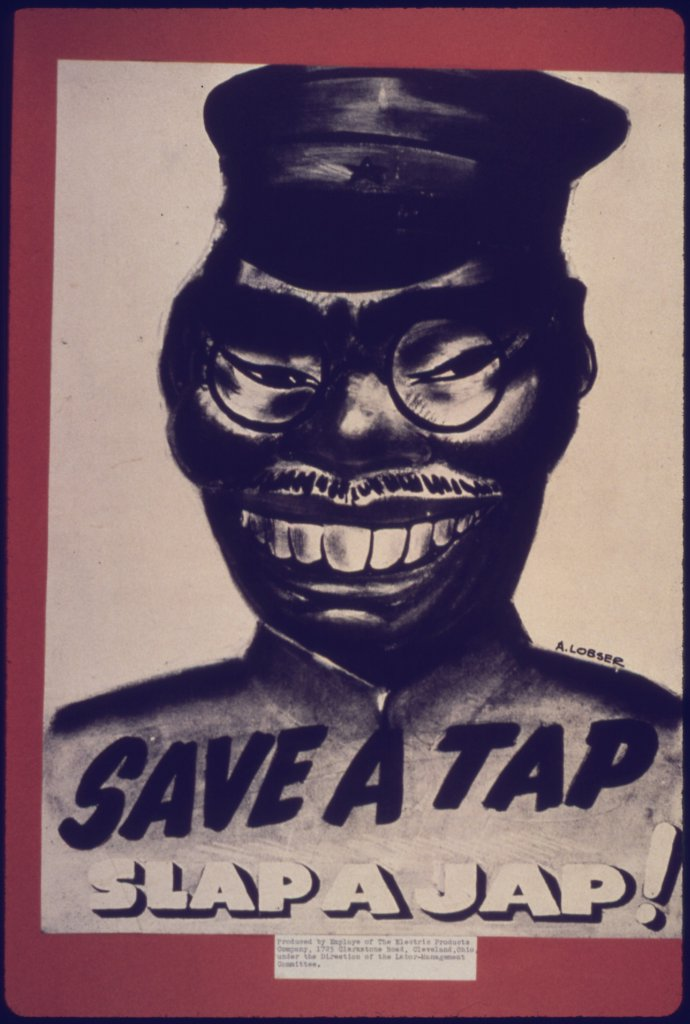 A. LOBSER
SAVE A TAP
SLAP A JAP!
Produced by Employe of The Electric Products
Company, 1725 Clarkstone Road, Cleveland, Ohio,
under the Direction of the Labor-Management
Committee.